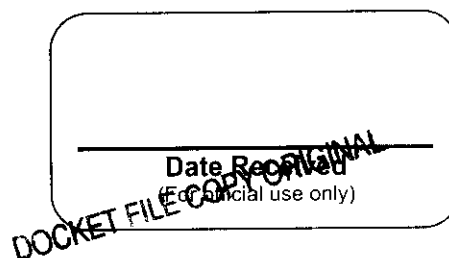 Date Received
(For official use only)
DOCKET FILE COPY ORIGINAL